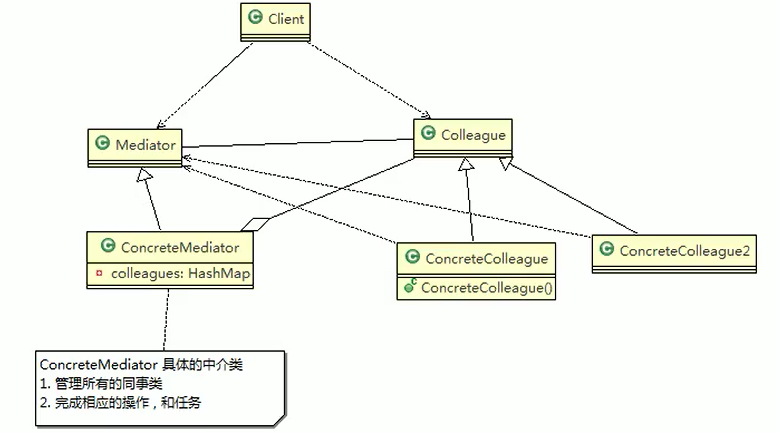 Client
Mediator
Colleague
ConcreteMediator
colleagues: HashMap
ConcreteColleague
ConcreteColleague()
ConcreteColleague2
ConcreteMediator 具体的中介类
1. 管理所有的同事类
2. 完成相应的操作，和任务